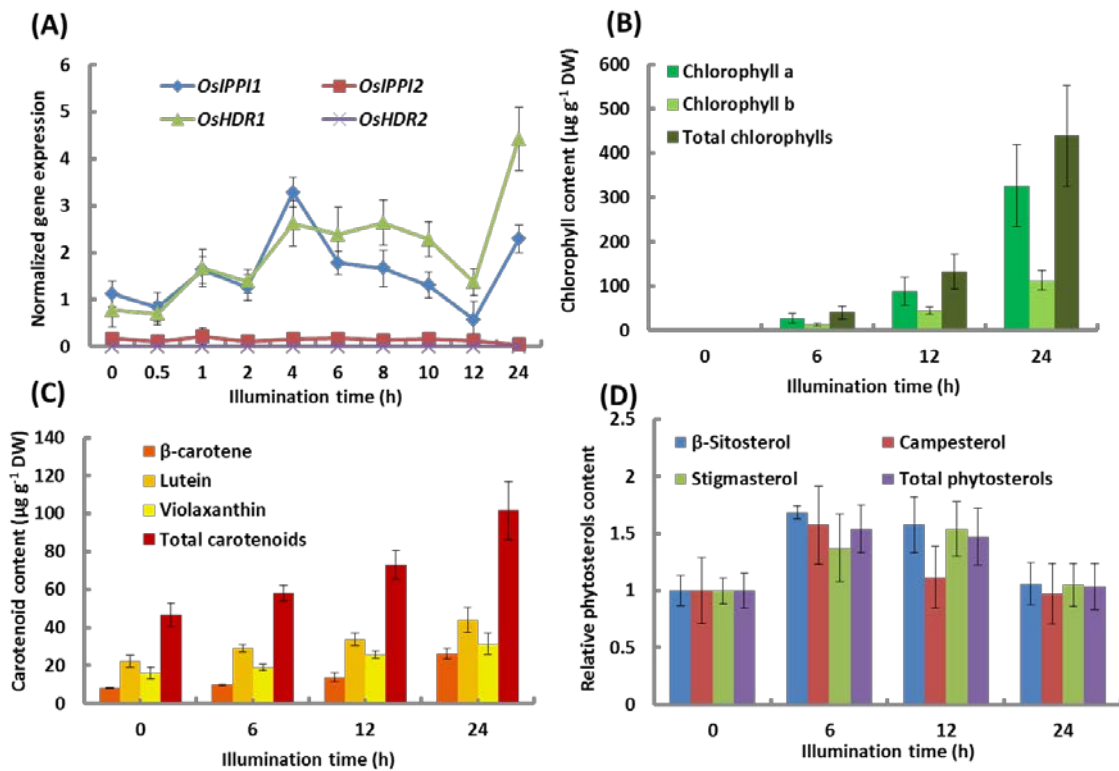 (A)
Normalized gene expression
6
5
4
3
2
1
0
OsIPPI1
OsIPPI2
OsHDR1
OsHDR2
0 0.5 1 2 4 6 8 10 12 24
Illumination time (h)
(B)
Chlorophyll content (µg g⁻¹ DW)
600
500
400
300
200
100
0
Chlorophyll a
Chlorophyll b
Total chlorophylls
0 6 12 24
Illumination time (h)
(C)
Carotenoid content (µg g⁻¹ DW)
140
120
100
80
60
40
20
0
β-carotene
Lutein
Violaxanthin
Total carotenoids
0 6 12 24
Illumination time (h)
(D)
Relative phytosterols content
2.5
2
1.5
1
0.5
0
β-Sitosterol
Campesterol
Stigmasterol
Total phytosterols
0 6 12 24
Illumination time (h)